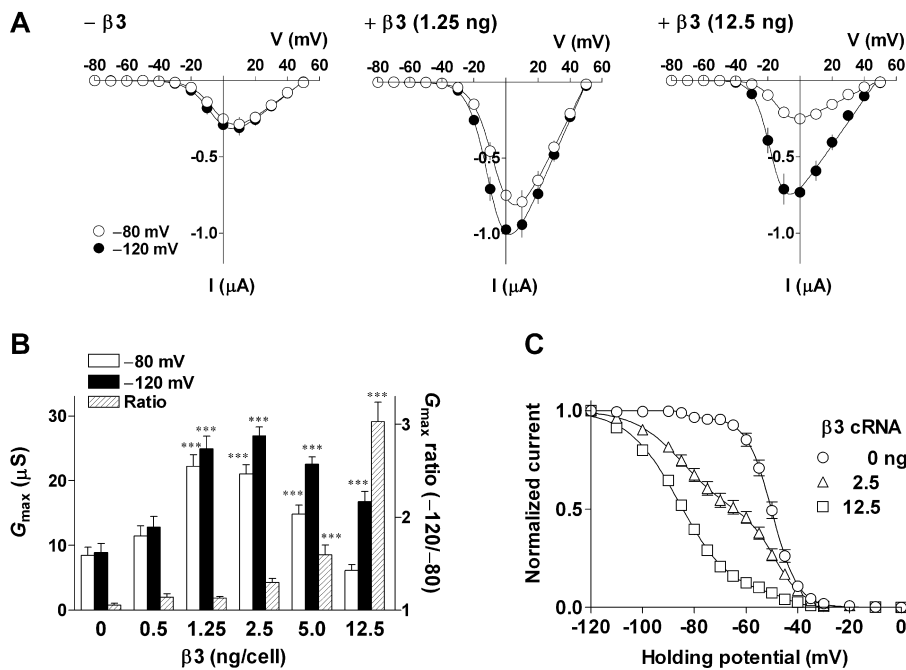 A
− β3
+ β3 (1.25 ng)
+ β3 (12.5 ng)
V (mV)
V (mV)
V (mV)
-80 -60 -40 -20 0 20 40 60
-80 -60 -40 -20 0 20 40 60
-80 -60 -40 -20 0 20 40 60
-0.5
-0.5
-0.5
-1.0
-1.0
-1.0
−80 mV
−120 mV
I (μA)
I (μA)
I (μA)
B
−80 mV
−120 mV
Ratio
Gmax (μS)
30
20
10
0
*** *** *** *** *** *** *** *** ***
3
2
1
Gmax ratio (−120/−80)
0 0.5 1.25 2.5 5.0 12.5
β3 (ng/cell)
C
Normalized current
1.0
0.5
0.0
β3 cRNA
0 ng
2.5
12.5
-120 -100 -80 -60 -40 -20 0
Holding potential (mV)